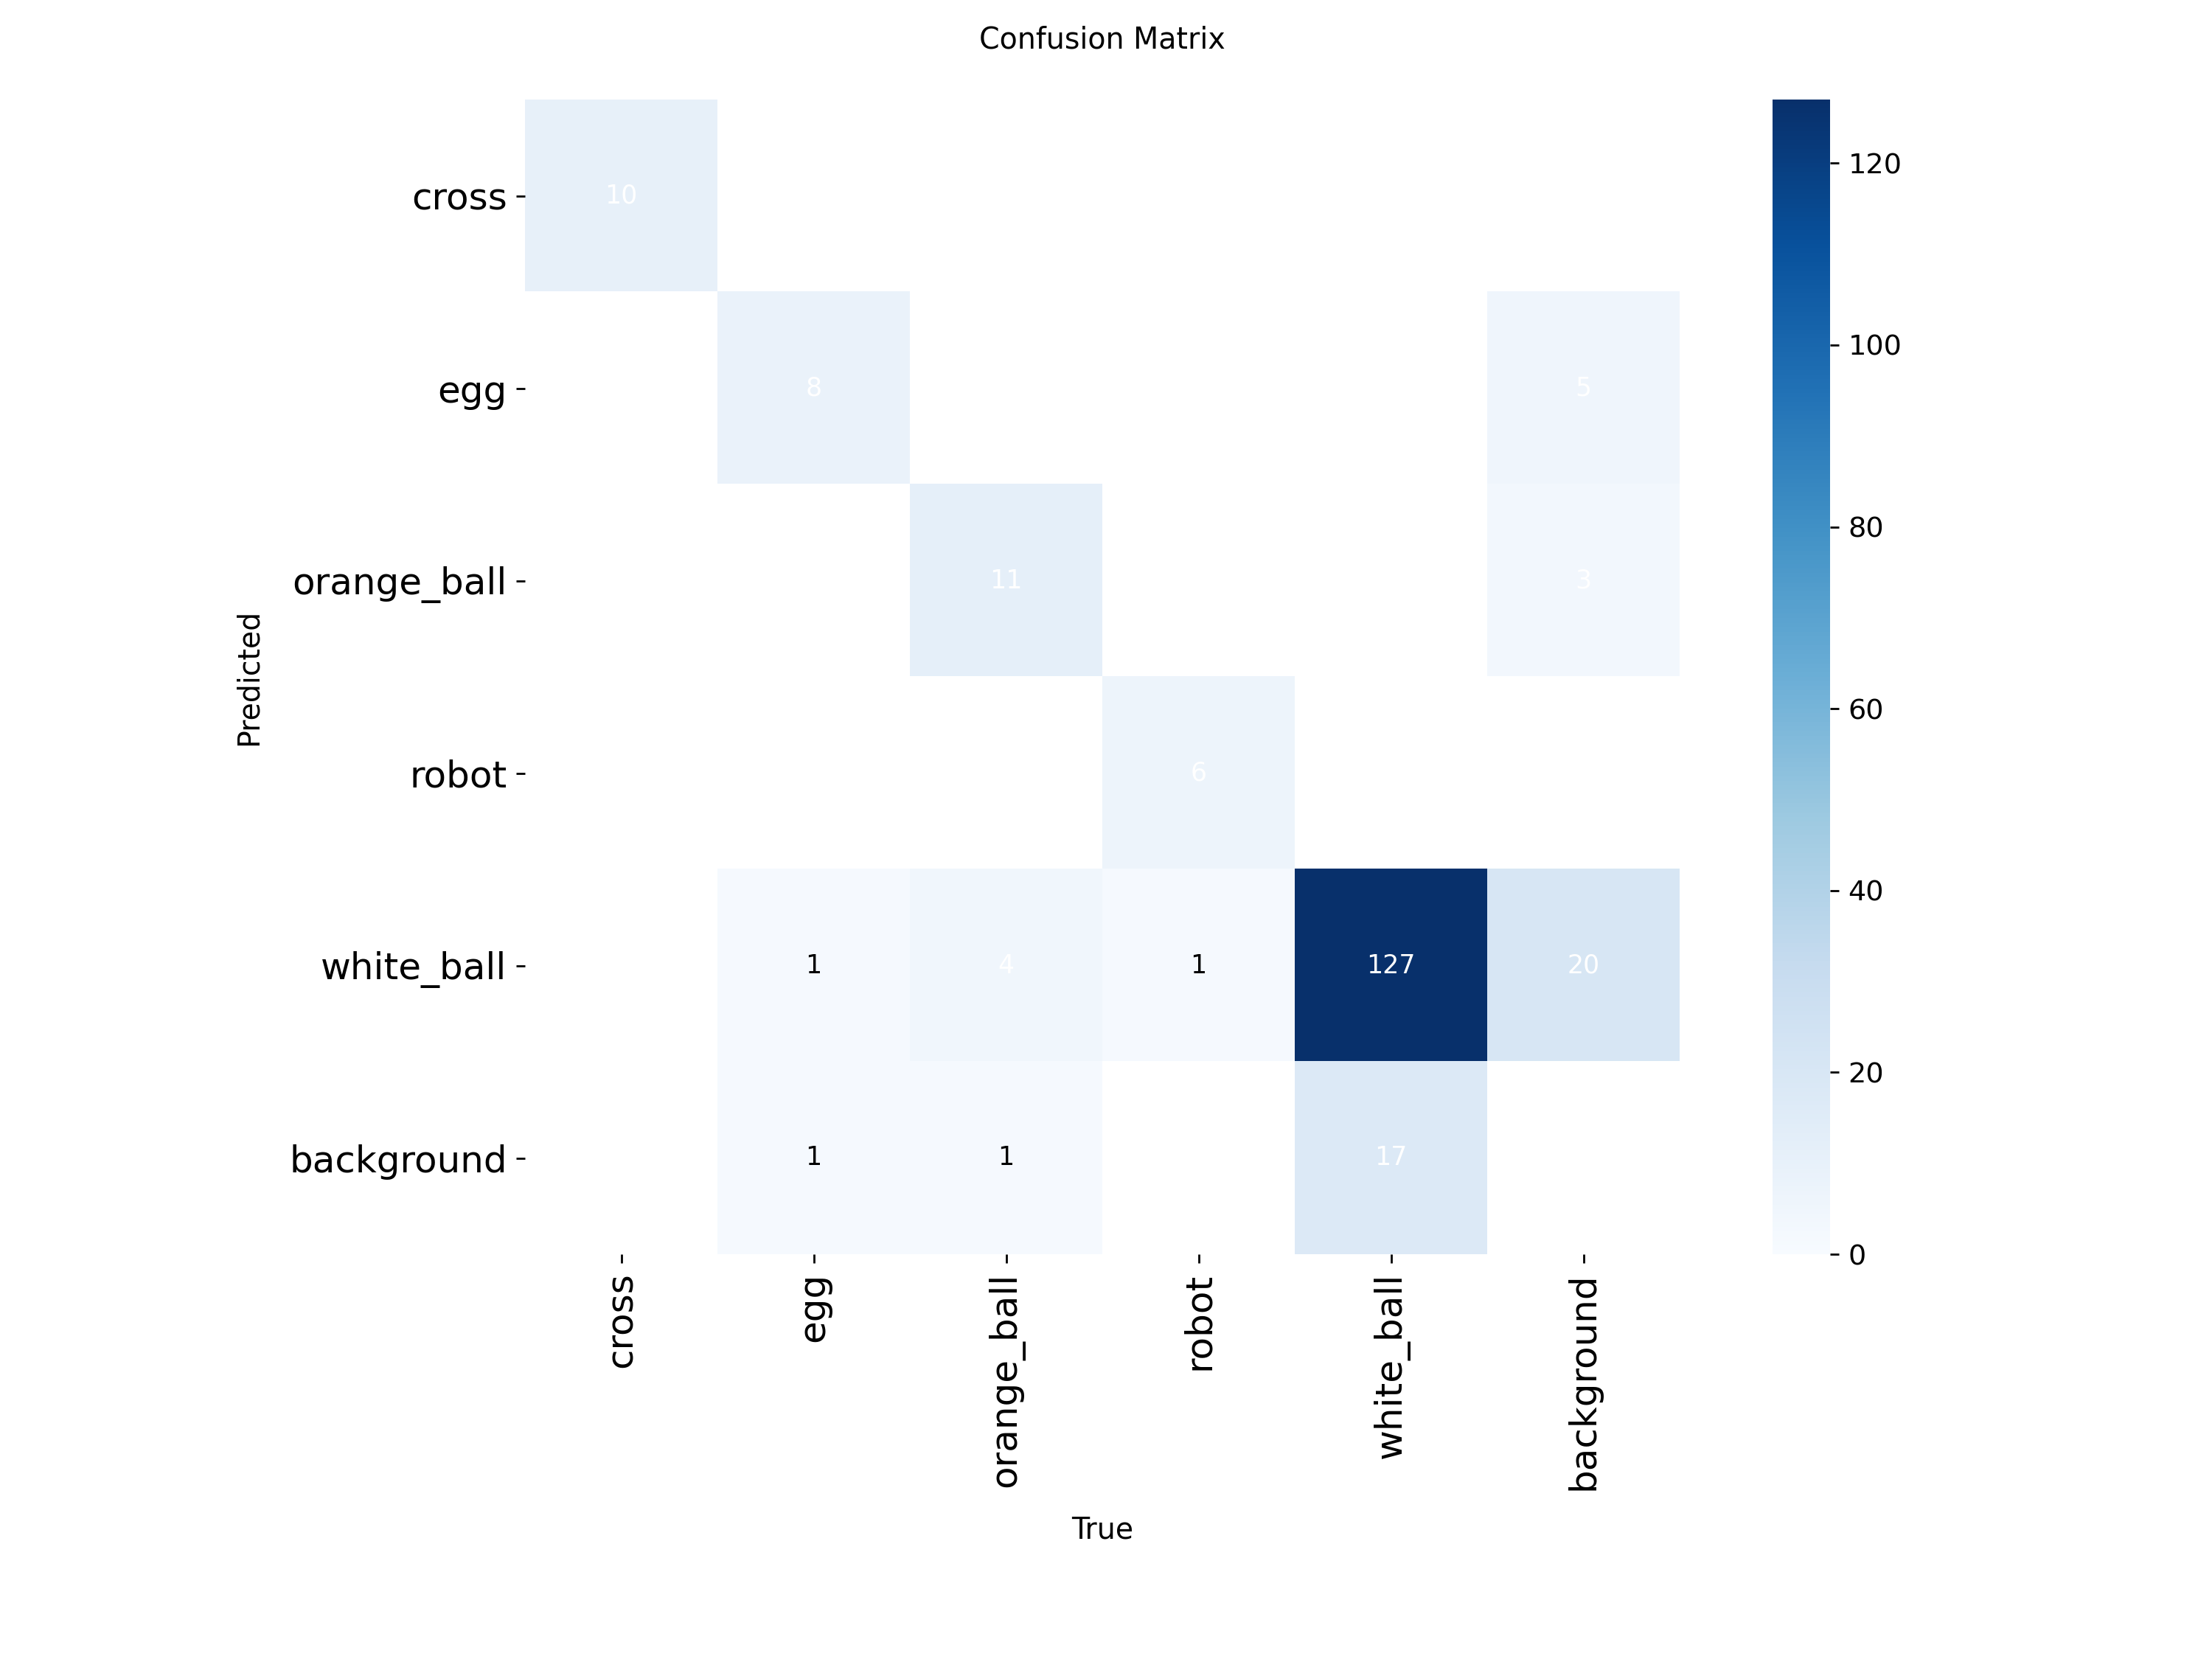 Confusion Matrix
cross
10
egg
8
5
orange_ball
11
3
robot
6
white_ball
1
4
1
127
20
background
1
1
17
cross
egg
orange_ball
robot
white_ball
background
Predicted
True
120
100
80
60
40
20
0